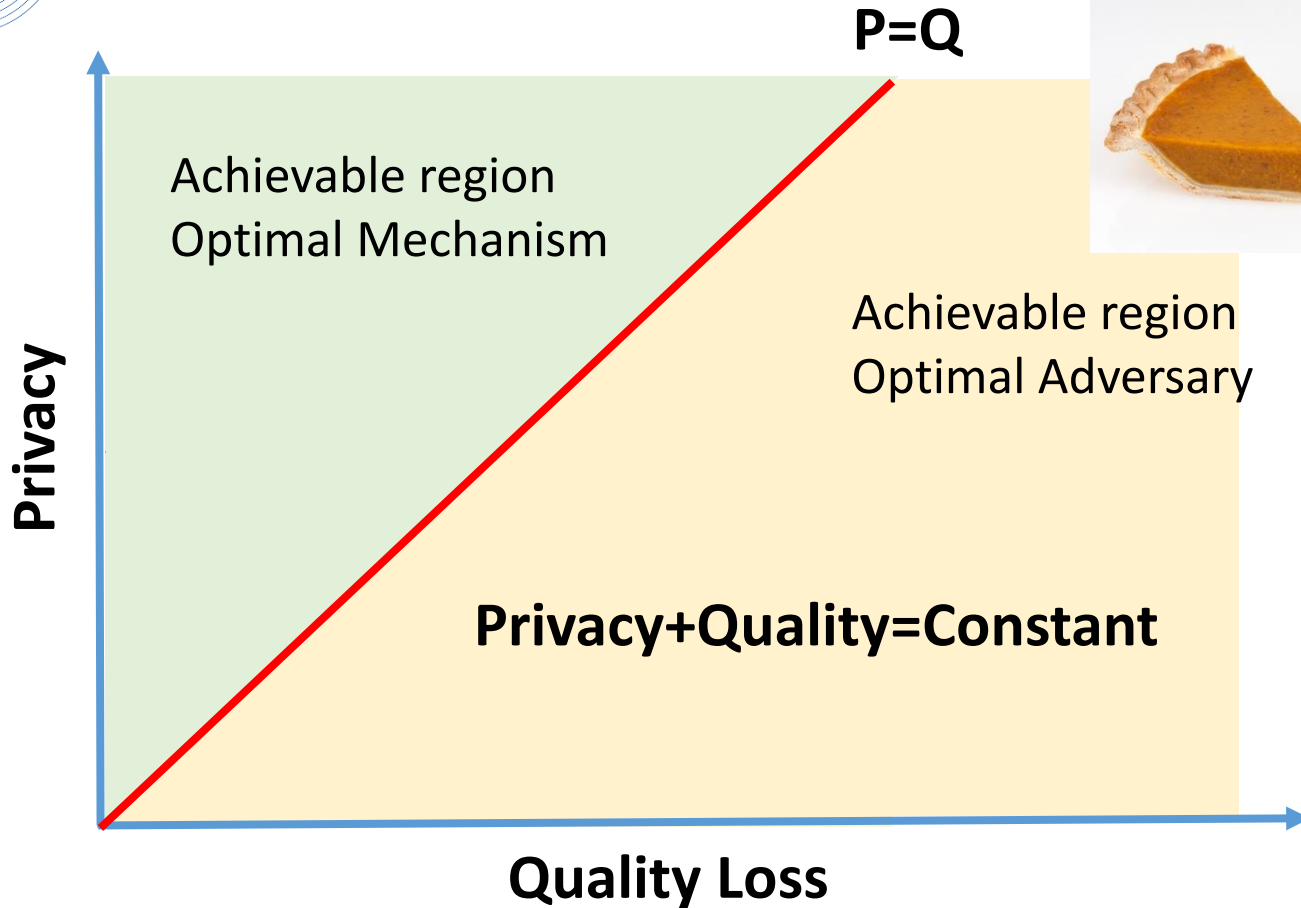 P=Q
Achievable region
Optimal Mechanism
Achievable region
Optimal Adversary
Privacy
Privacy+Quality=Constant
Quality Loss